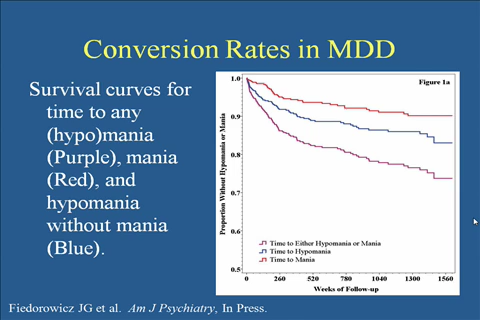 Conversion Rates in MDD
Survival curves for
time to any
(hypo)mania
(Purple), mania
(Red), and
hypomania
without mania
(Blue).
Figure 1a
Proportion Without Hypomania or Mania
1.0
0.9
0.8
0.7
0.6
0.5
Time to Either Hypomania or Mania
Time to Hypomania
Time to Mania
0
260
520
780
1040
1300
1560
Weeks of Follow-up
Fiedorowicz JG et al. Am J Psychiatry, In Press.